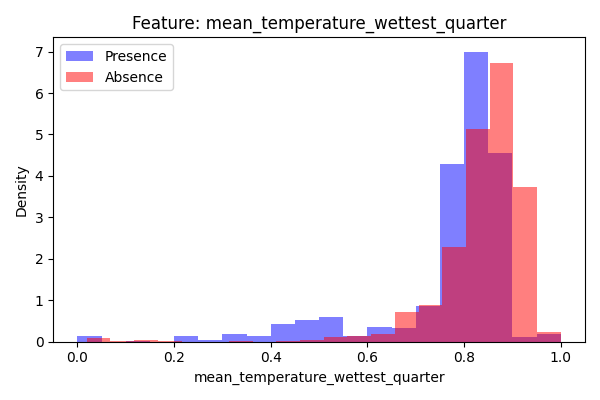 Feature: mean_temperature_wettest_quarter
Presence
Absence
Density
7
6
5
4
3
2
1
0
0.0 0.2 0.4 0.6 0.8 1.0
mean_temperature_wettest_quarter